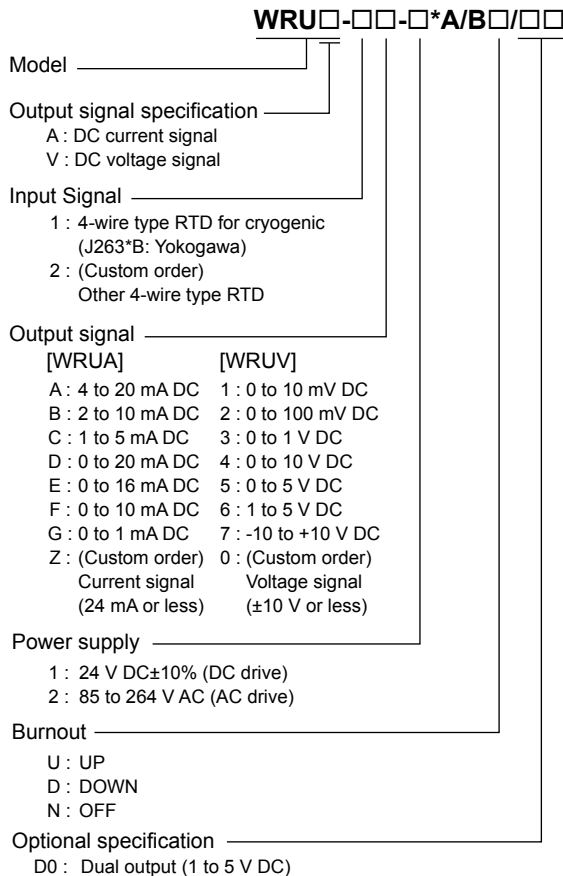 WRU□-□□-□*A/B□/□□
Model
Output signal specification
A : DC current signal
V : DC voltage signal
Input Signal
1 : 4-wire type RTD for cryogenic
(J263*B: Yokogawa)
2 : (Custom order)
Other 4-wire type RTD
Output signal
[WRUA] [WRUV]
A : 4 to 20 mA DC 1 : 0 to 10 mV DC
B : 2 to 10 mA DC 2 : 0 to 100 mV DC
C : 1 to 5 mA DC 3 : 0 to 1 V DC
D : 0 to 20 mA DC 4 : 0 to 10 V DC
E : 0 to 16 mA DC 5 : 0 to 5 V DC
F : 0 to 10 mA DC 6 : 1 to 5 V DC
G : 0 to 1 mA DC 7 : -10 to +10 V DC
Z : (Custom order) 0 : (Custom order)
Current signal Voltage signal
(24 mA or less) (±10 V or less)
Power supply
1 : 24 V DC±10% (DC drive)
2 : 85 to 264 V AC (AC drive)
Burnout
U : UP
D : DOWN
N : OFF
Optional specification
D0 : Dual output (1 to 5 V DC)